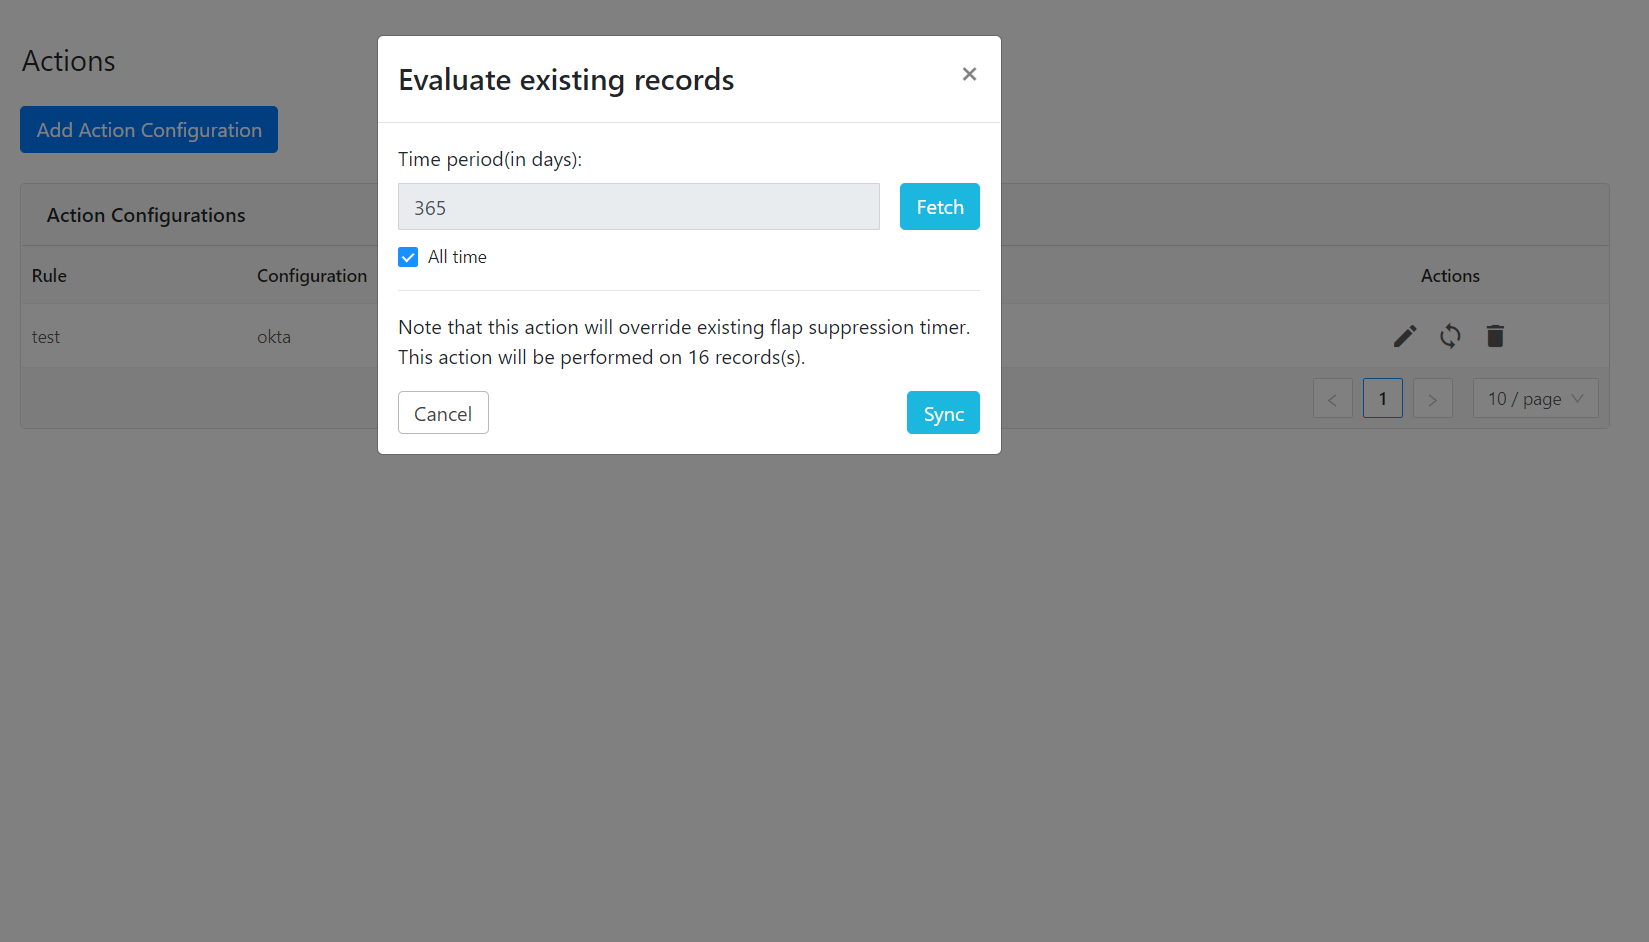 Actions
Add Action Configuration
Action Configurations
Rule Configuration Actions
test okta
< 1 > 10 / page
Evaluate existing records
×
Time period(in days):
365 Fetch
All time
Note that this action will override existing flap suppression timer.
This action will be performed on 16 records(s).
Cancel Sync